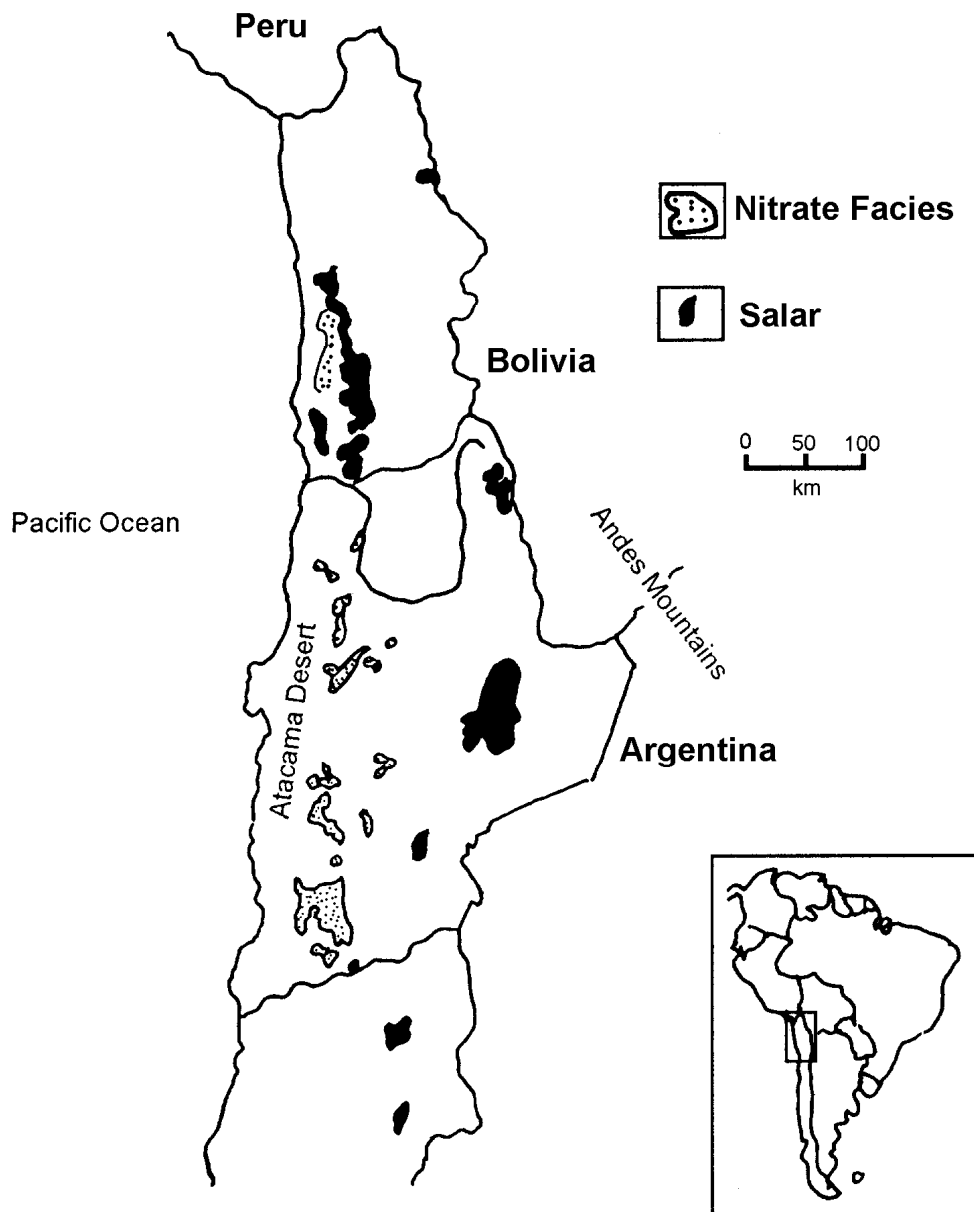 Peru
Nitrate Facies
Salar
Bolivia
0 50 100
km
Pacific Ocean
Andes Mountains
Atacama Desert
Argentina